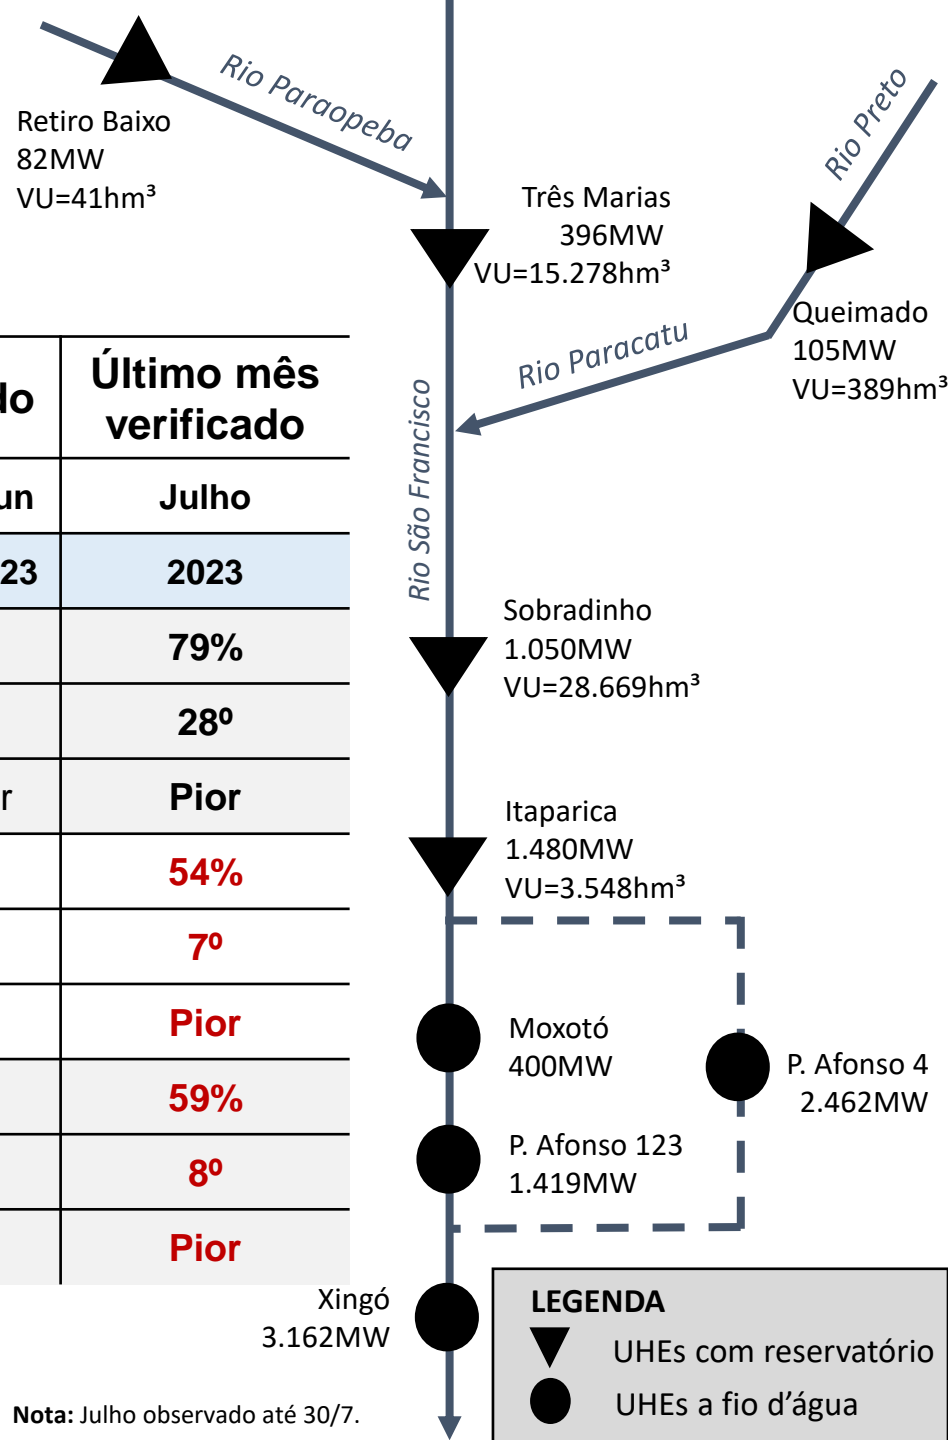 Rio Paraopeba
Rio Preto
Retiro Baixo
82MW
VU=41hm³
Três Marias
396MW
VU=15.278hm³
Queimado
105MW
VU=389hm³
Rio Paracatu
Rio São Francisco
do
Último mês
verificado
un
Julho
23
2023
79%
28º
r
Pior
54%
7º
Pior
59%
8º
Pior
Sobradinho
1.050MW
VU=28.669hm³
Itaparica
1.480MW
VU=3.548hm³
Moxotó
400MW
P. Afonso 4
2.462MW
P. Afonso 123
1.419MW
Xingó
3.162MW
LEGENDA
UHEs com reservatório
UHEs a fio d'água
Nota: Julho observado até 30/7.